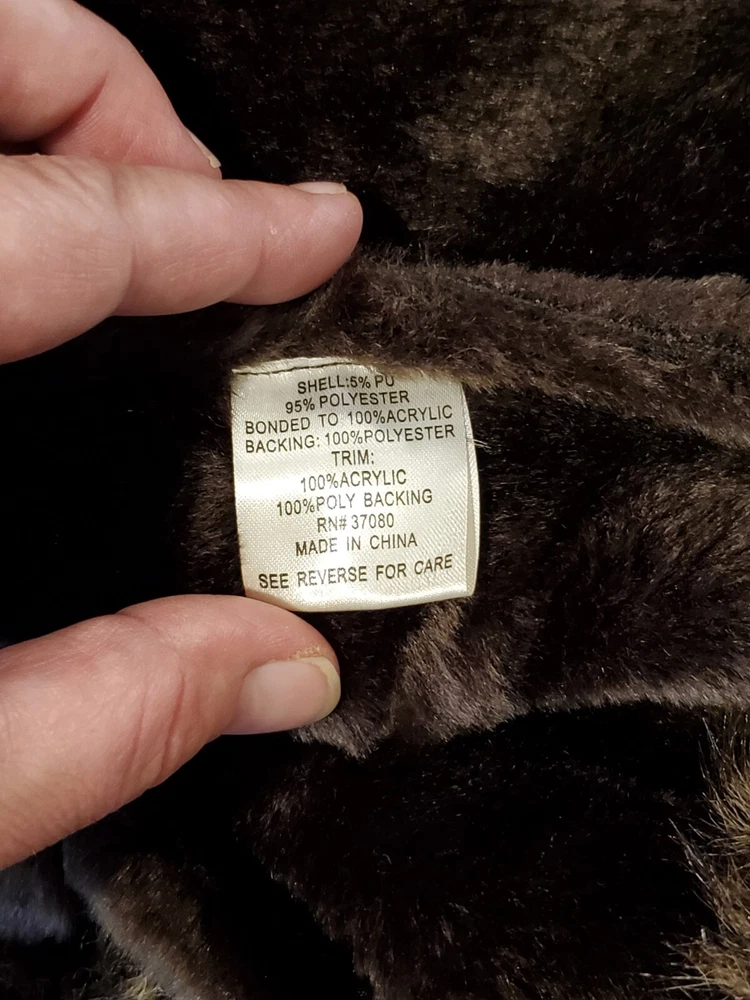 SHELL:5% PU
95% POLYESTER
BONDED TO 100%ACRYLIC
BACKING: 100%POLYESTER
TRIM:
100%ACRYLIC
100%POLY BACKING
RN# 37080
MADE IN CHINA
SEE REVERSE FOR CARE